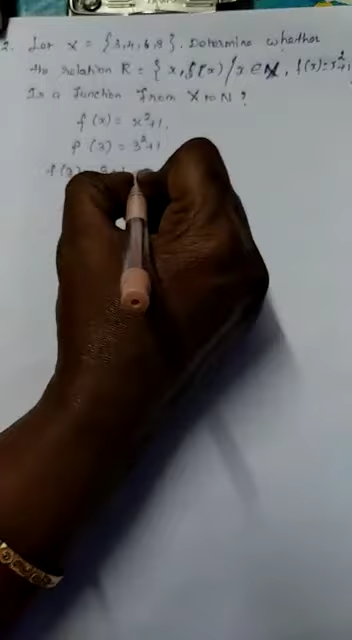 2. Let X = {3,4,6,8}. Determine whether
the relation R = { x, f(x) / x ∈ X, f(x) = x²+1
Is a function from X to N?
f(x) = x²+1.
f(3) = 3²+1
f(3)